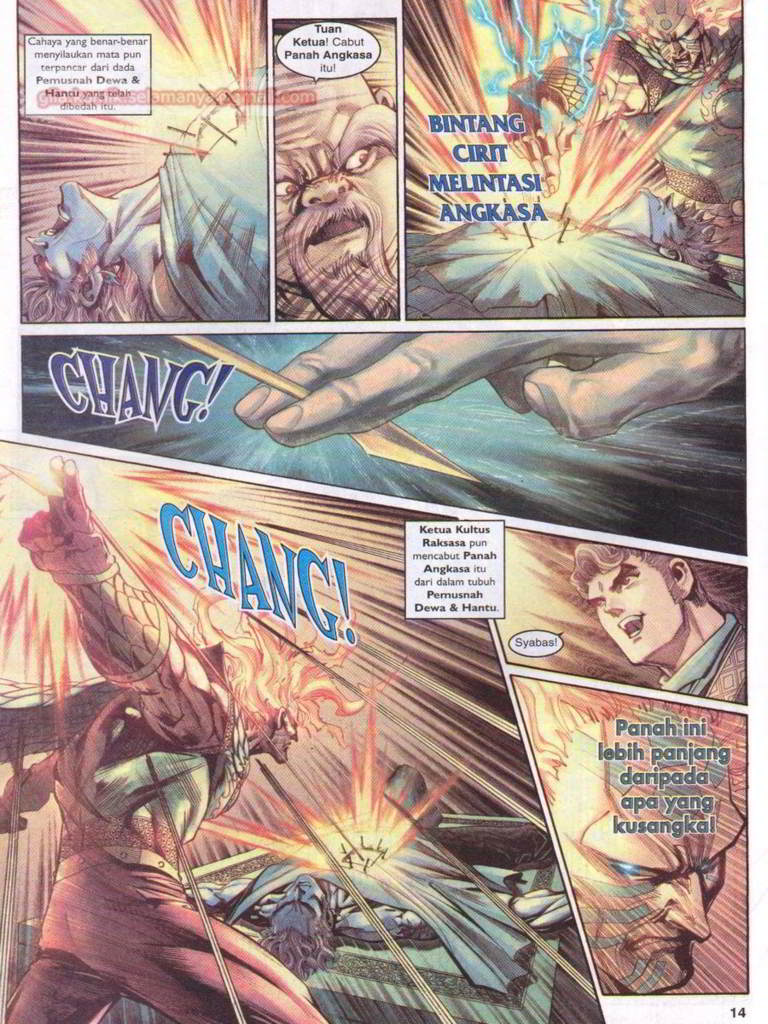 Cahaya yang benar-benar
menyilaukan mata pun
terpancar dari dada
Pemusnah Dewa &
Hantu yang telah
dibedah itu.
Tuan
Ketua! Cabut
Panah Angkasa
itu!
BINTANG
CIRIT
MELINTASI
ANGKASA
CHANG!
CHANG!
Ketua Kultus
Raksasa pun
mencabut Panah
Angkasa itu
dari dalam tubuh
Pemusnah
Dewa & Hantu.
Syabas!
Panah ini
lebih panjang
daripada
apa yang
kusangka!
14